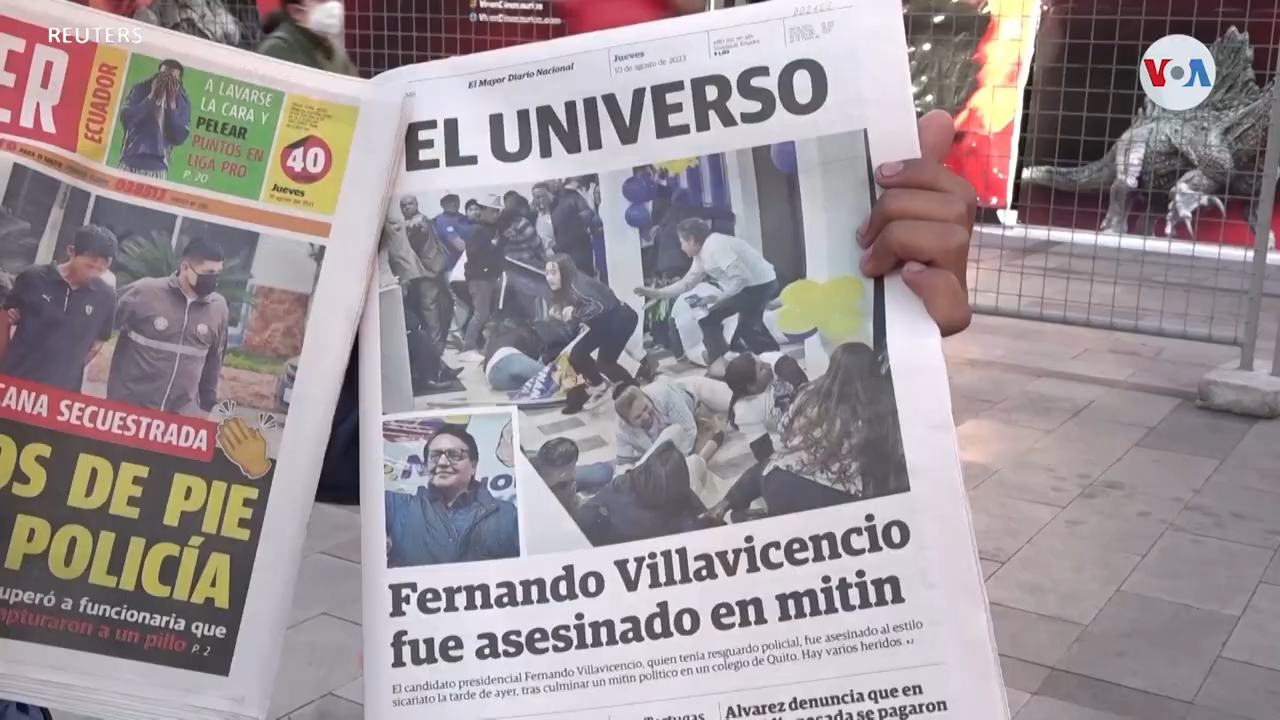 REUTERS
VOA
ER
ECUADOR
A LAVARSE
LA CARA Y
PELEAR
PUNTOS EN
LIGA PRO
P. 20
40
Jueves
CANA SECUESTRADA
OS DE PIE
POLICÍA
uperó a funcionaria que
apturaron a un pillo P. 2
El Mayor Diario Nacional
Jueves
10 de agosto de 2023
EL UNIVERSO
Fernando Villavicencio
fue asesinado en mitin
El candidato presidencial Fernando Villavicencio, quien tenía resguardo policial, fue asesinado al estilo
sicariato la tarde de ayer, tras culminar un mitin político en un colegio de Quito. Hay varios heridos.
Alvarez denuncia que en
se pagaron